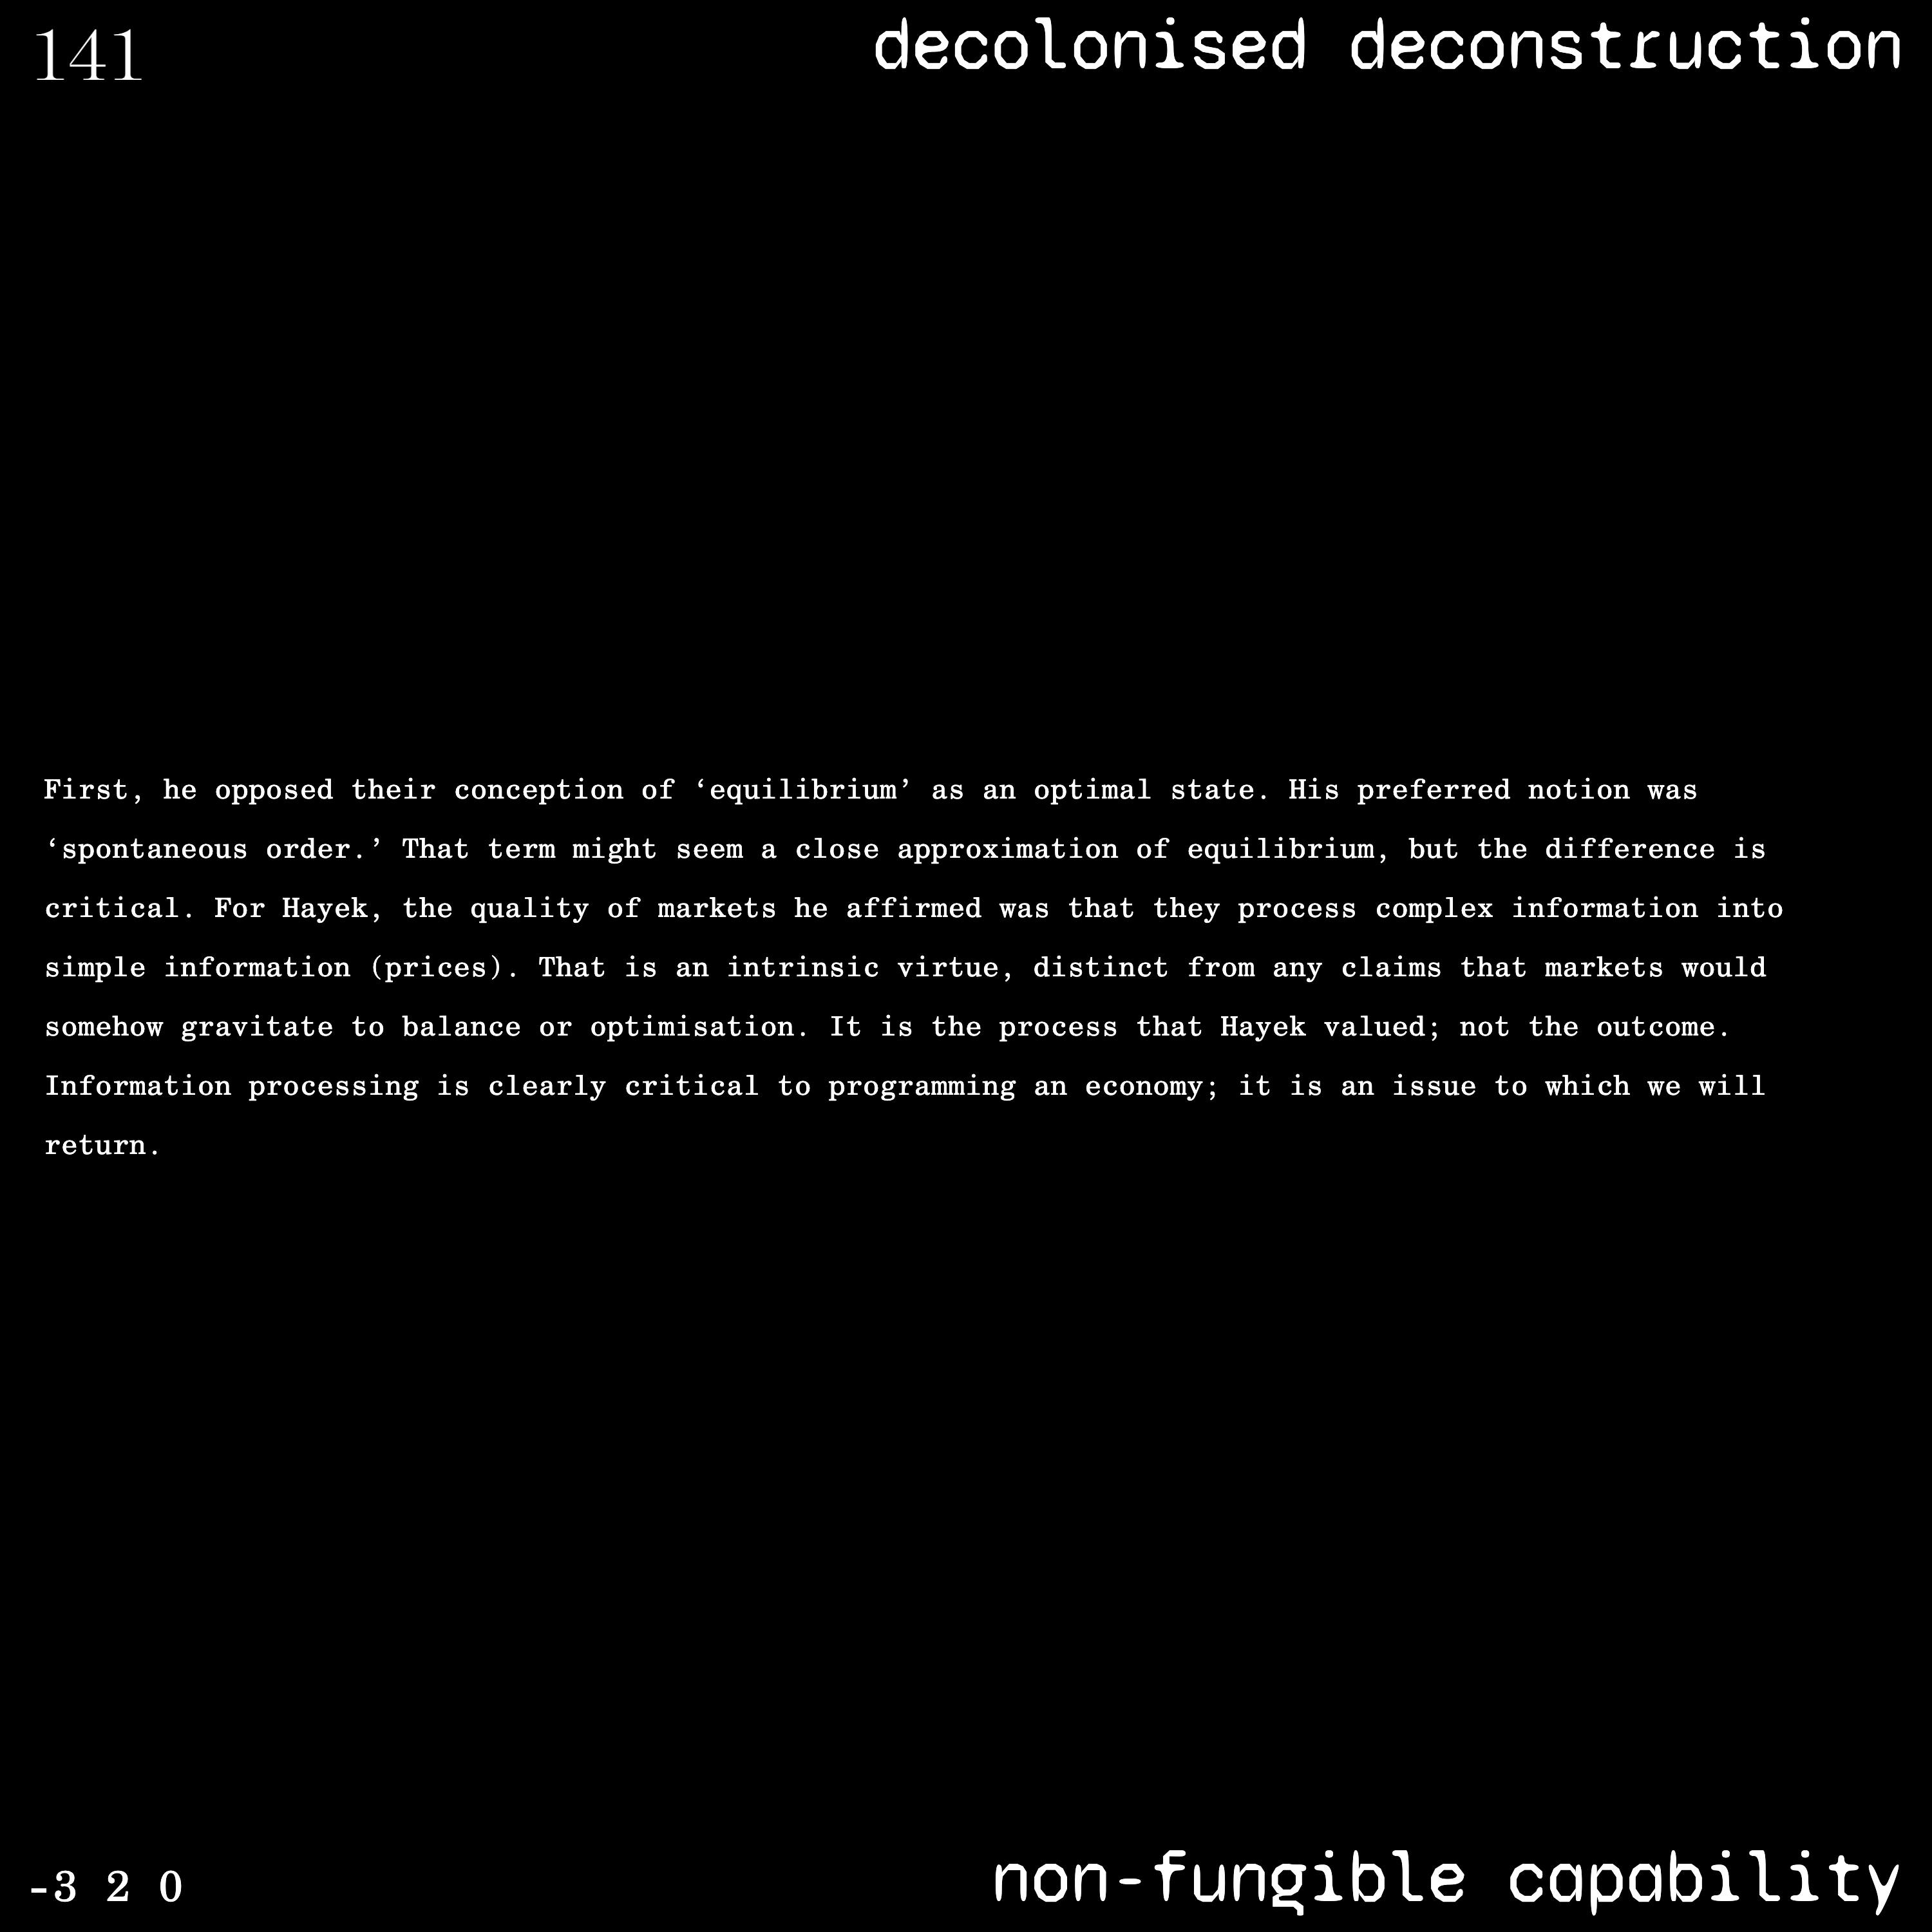 141
decolonised deconstruction
First, he opposed their conception of ‘equilibrium’ as an optimal state. His preferred notion was
‘spontaneous order.’ That term might seem a close approximation of equilibrium, but the difference is
critical. For Hayek, the quality of markets he affirmed was that they process complex information into
simple information (prices). That is an intrinsic virtue, distinct from any claims that markets would
somehow gravitate to balance or optimisation. It is the process that Hayek valued; not the outcome.
Information processing is clearly critical to programming an economy; it is an issue to which we will
return.
-3 2 0
non-fungible capability